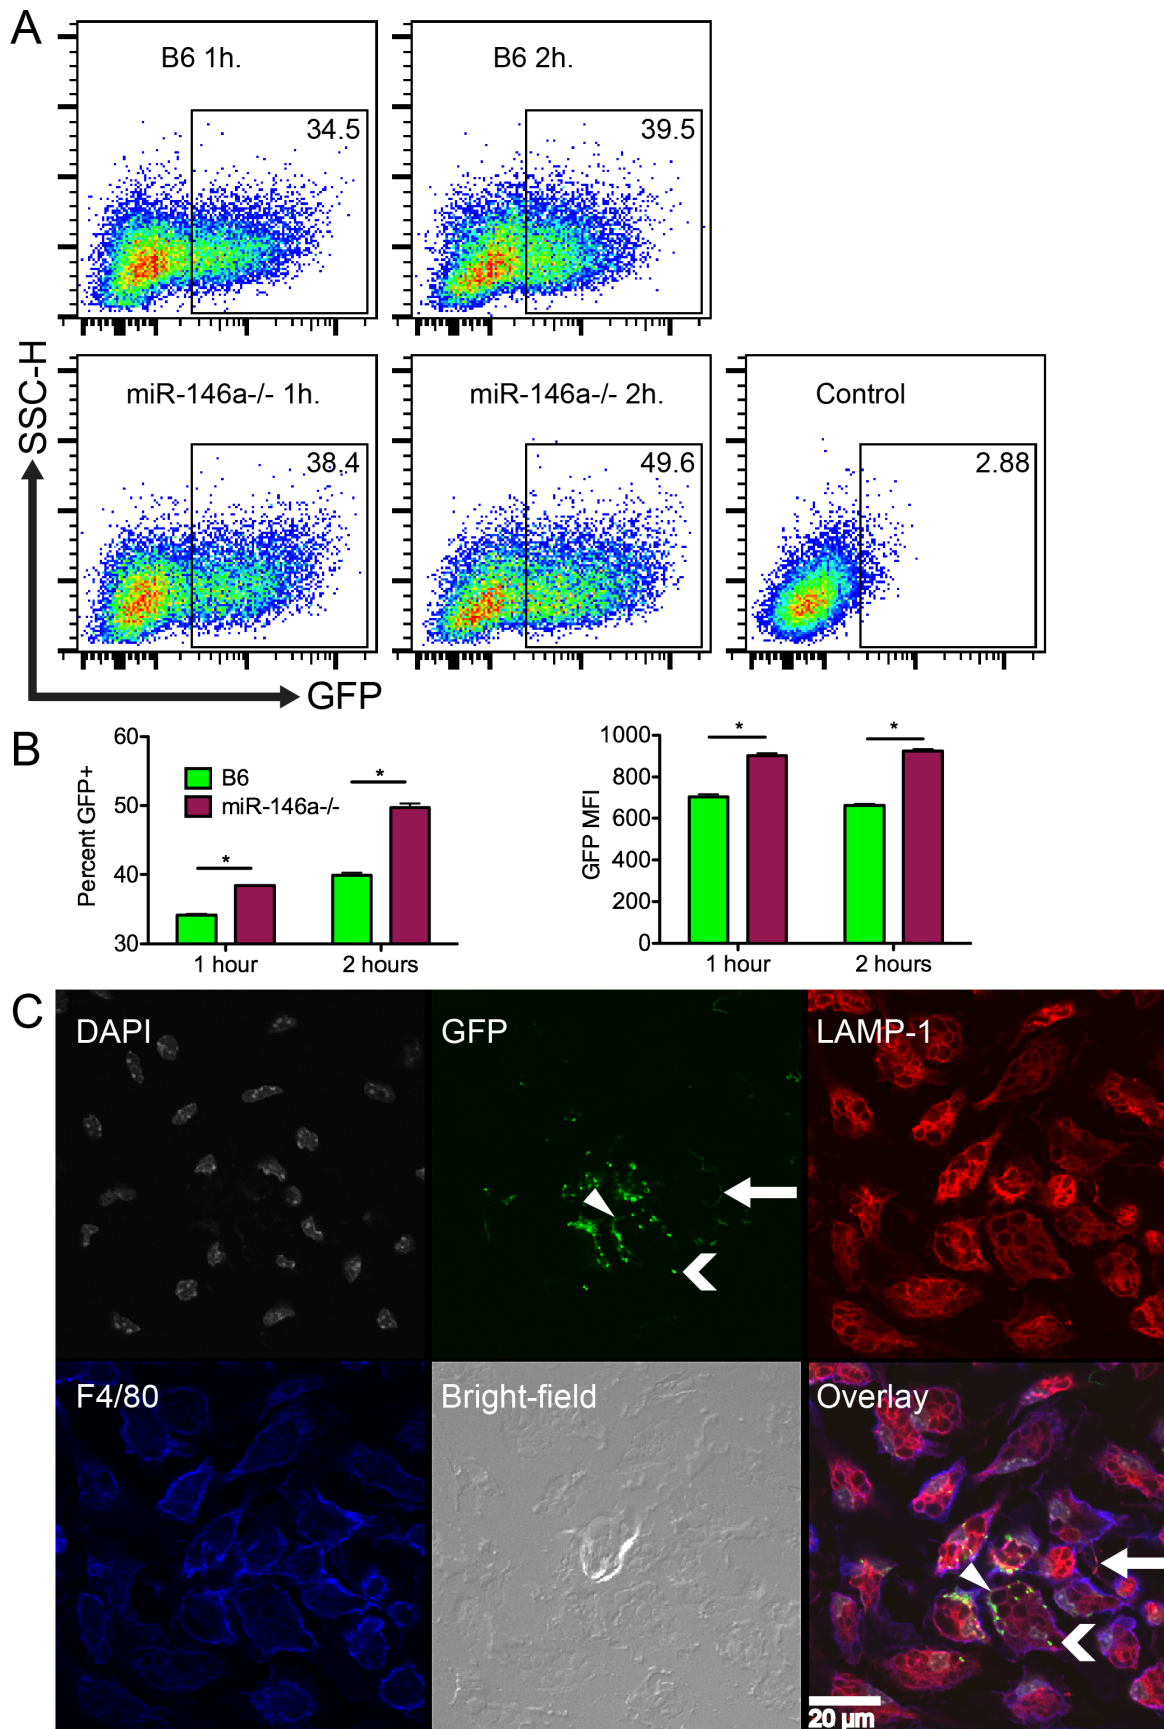 A
B6 1h.
34.5
B6 2h.
39.5
miR-146a-/- 1h.
38.4
miR-146a-/- 2h.
49.6
Control
2.88
SSC-H
GFP
B
60
50
40
30
Percent GFP+
B6
miR-146a-/-
*
*
1 hour
2 hours
1000
800
600
400
200
0
GFP MFI
*
*
1 hour
2 hours
C
DAPI
GFP
LAMP-1
F4/80
Bright-field
Overlay
20 µm